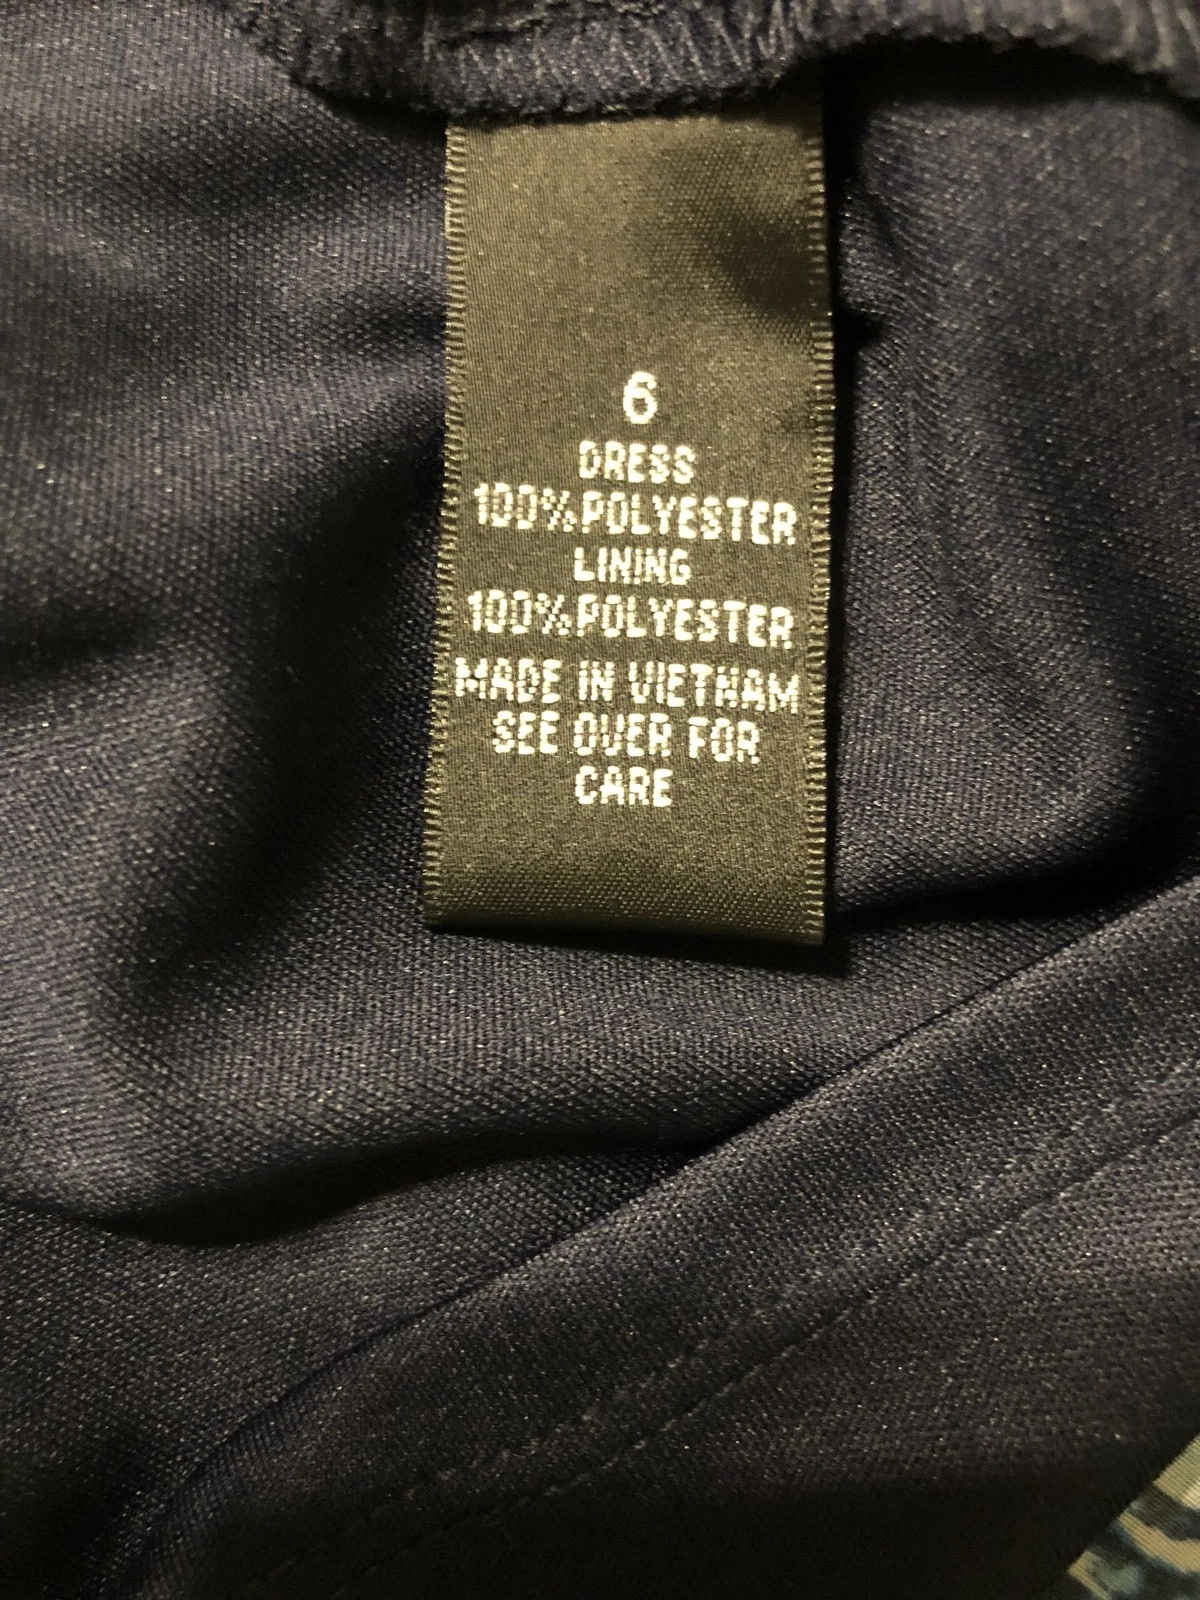 6
DRESS
100% POLYESTER
LINING
100% POLYESTER
MADE IN VIETNAM
SEE OVER FOR
CARE